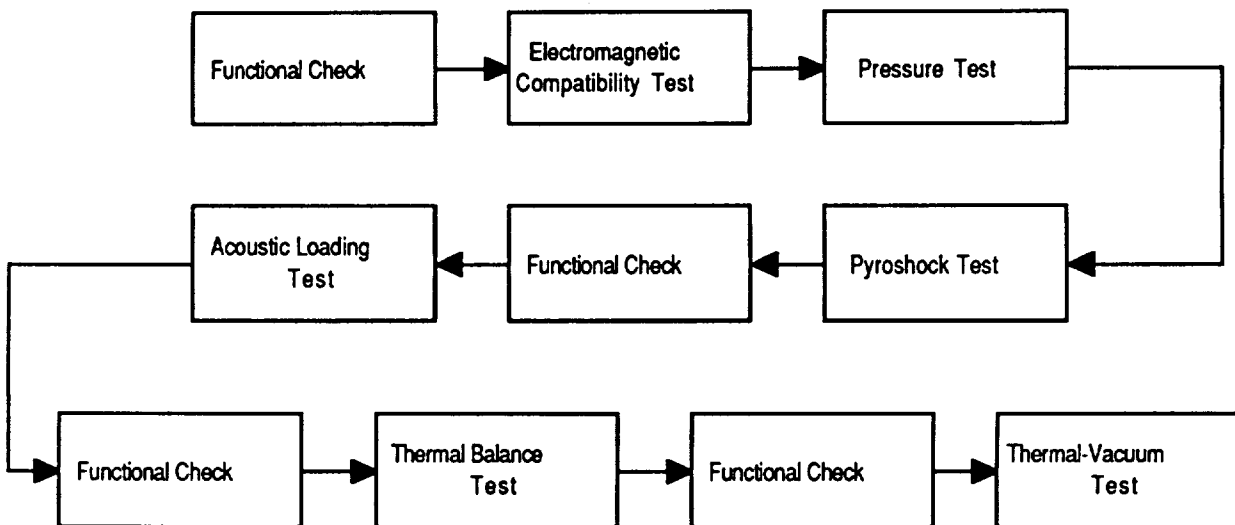 Functional Check
Electromagnetic
Compatibility Test
Pressure Test
Pyroshock Test
Functional Check
Acoustic Loading
Test
Functional Check
Thermal Balance
Test
Functional Check
Thermal-Vacuum
Test